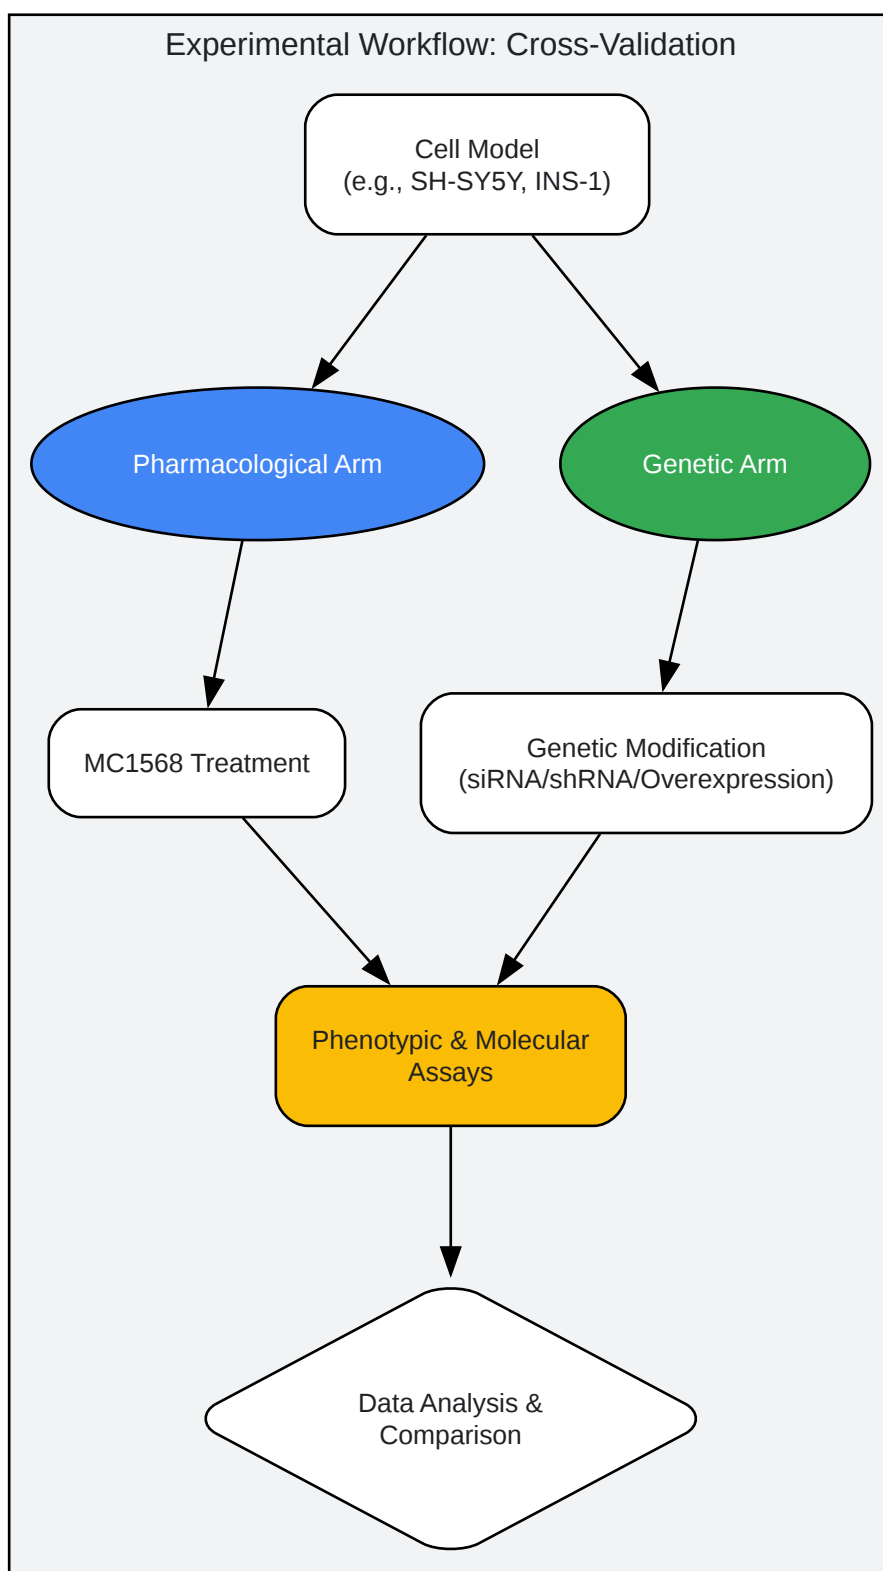 Experimental Workflow: Cross-Validation
Cell Model
(e.g., SH-SY5Y, INS-1)
Pharmacological Arm
Genetic Arm
MC1568 Treatment
Genetic Modification
(siRNA/shRNA/Overexpression)
Phenotypic & Molecular
Assays
Data Analysis &
Comparison